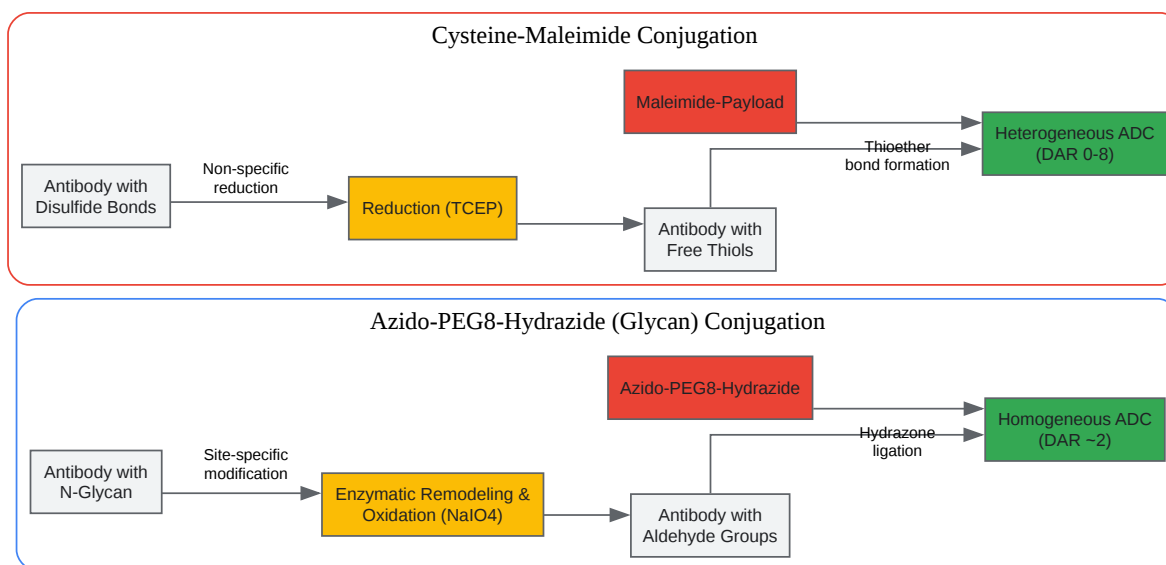 Cysteine-Maleimide Conjugation
Maleimide-Payload
Heterogeneous ADC
(DAR 0-8)
Thioether
bond formation
Non-specific
reduction
Antibody with
Disulfide Bonds
Reduction (TCEP)
Antibody with
Free Thiols
Azido-PEG8-Hydrazide (Glycan) Conjugation
Azido-PEG8-Hydrazide
Homogeneous ADC
(DAR ~2)
Hydrazone
ligation
Site-specific
modification
Antibody with
N-Glycan
Enzymatic Remodeling &
Oxidation (NaIO4)
Antibody with
Aldehyde Groups